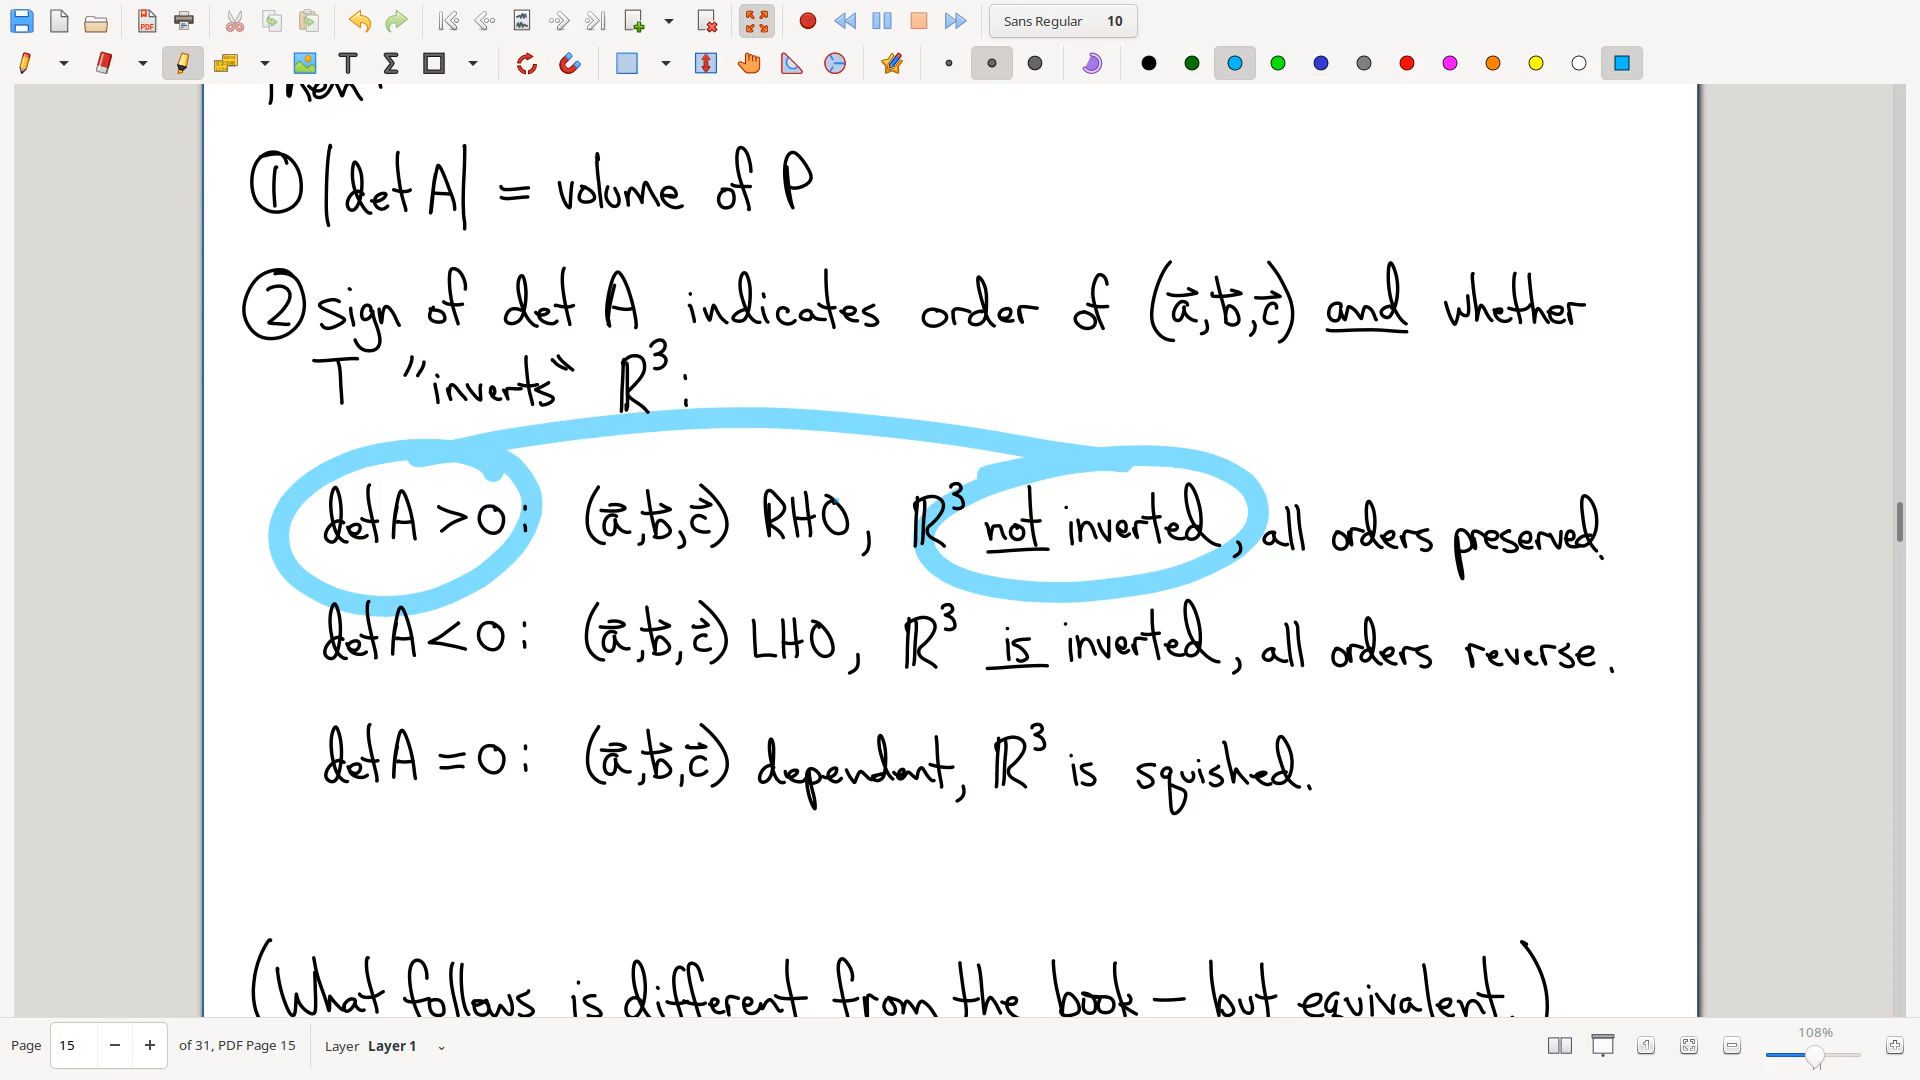 Sans Regular 10
Then:
① |det A| = volume of P
② sign of det A indicates order of (a⃗, b⃗, c⃗) and whether
T "inverts" ℝ³:
det A > 0: (a⃗, b⃗, c⃗) RHO, ℝ³ not inverted, all orders preserved.
det A < 0: (a⃗, b⃗, c⃗) LHO, ℝ³ is inverted, all orders reverse.
det A = 0: (a⃗, b⃗, c⃗) dependent, ℝ³ is squished.
(What follows is different from the book – but equivalent.)
Page 15 − + of 31, PDF Page 15 Layer Layer 1 108%